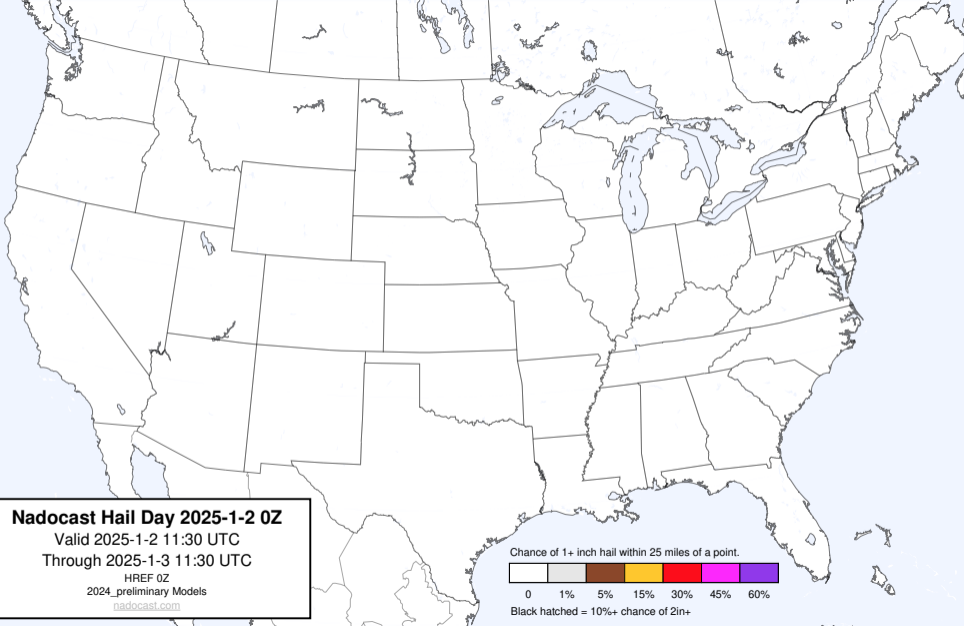 Nadocast Hail Day 2025-1-2 0Z
Valid 2025-1-2 11:30 UTC
Through 2025-1-3 11:30 UTC
HREF 0Z
2024_preliminary Models
nadocast.com
Chance of 1+ inch hail within 25 miles of a point.
0 1% 5% 15% 30% 45% 60%
Black hatched = 10%+ chance of 2in+